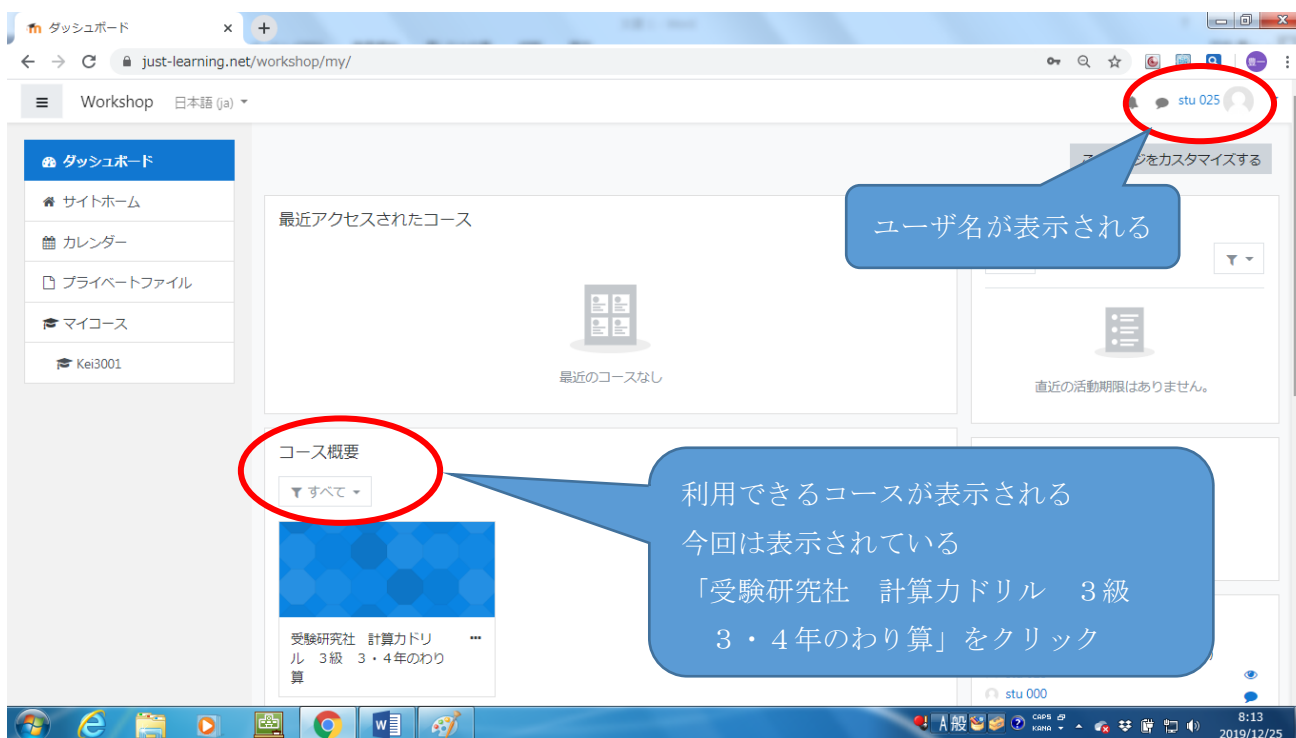 ダッシュボード
just-learning.net/workshop/my/
Workshop 日本語 (ja)
stu 025
ダッシュボード
ジをカスタマイズする
サイトホーム
カレンダー
プライベートファイル
マイコース
Kei3001
最近アクセスされたコース
最近のコースなし
ユーザ名が表示される
直近の活動期限はありません。
コース概要
すべて
利用できるコースが表示される
今回は表示されている
「受験研究社 計算力ドリル 3級
3・4年のわり算」をクリック
受験研究社 計算力ドリ
ル 3級 3・4年のわり
算
stu 000
A 般
CAPS
KANA
8:13
2019/12/25